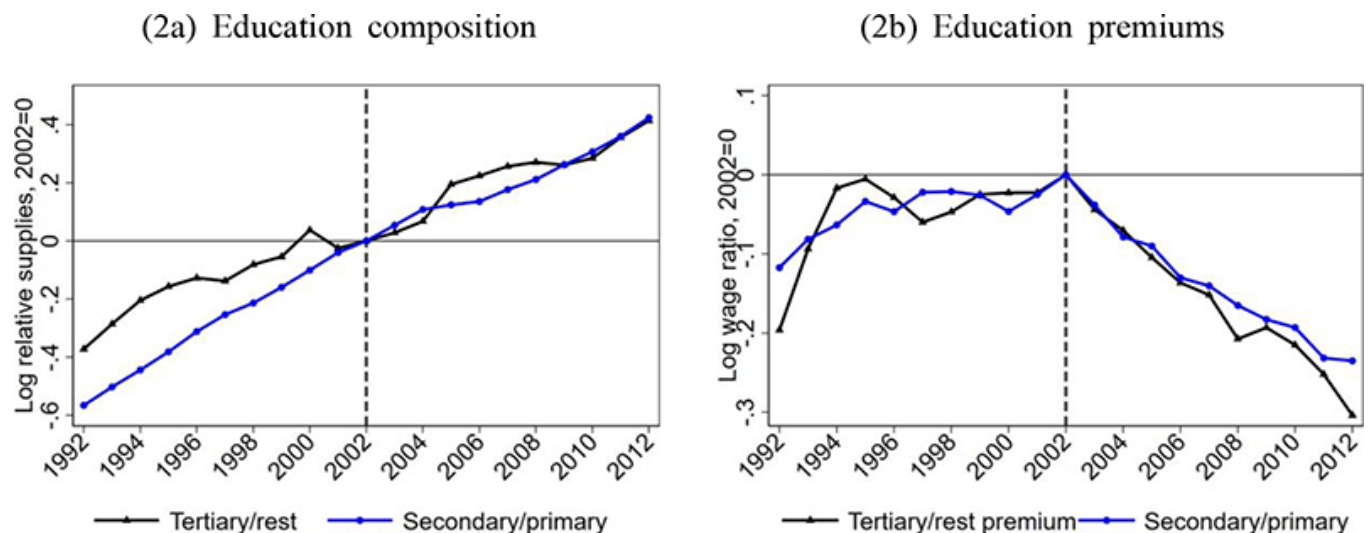 (2a) Education composition
Log relative supplies, 2002=0
.4
.2
0
-.2
-.4
-.6
1992 1994 1996 1998 2000 2002 2004 2006 2008 2010 2012
Tertiary/rest Secondary/primary
(2b) Education premiums
Log wage ratio, 2002=0
.1
0
-.1
-.2
-.3
1992 1994 1996 1998 2000 2002 2004 2006 2008 2010 2012
Tertiary/rest premium Secondary/primary